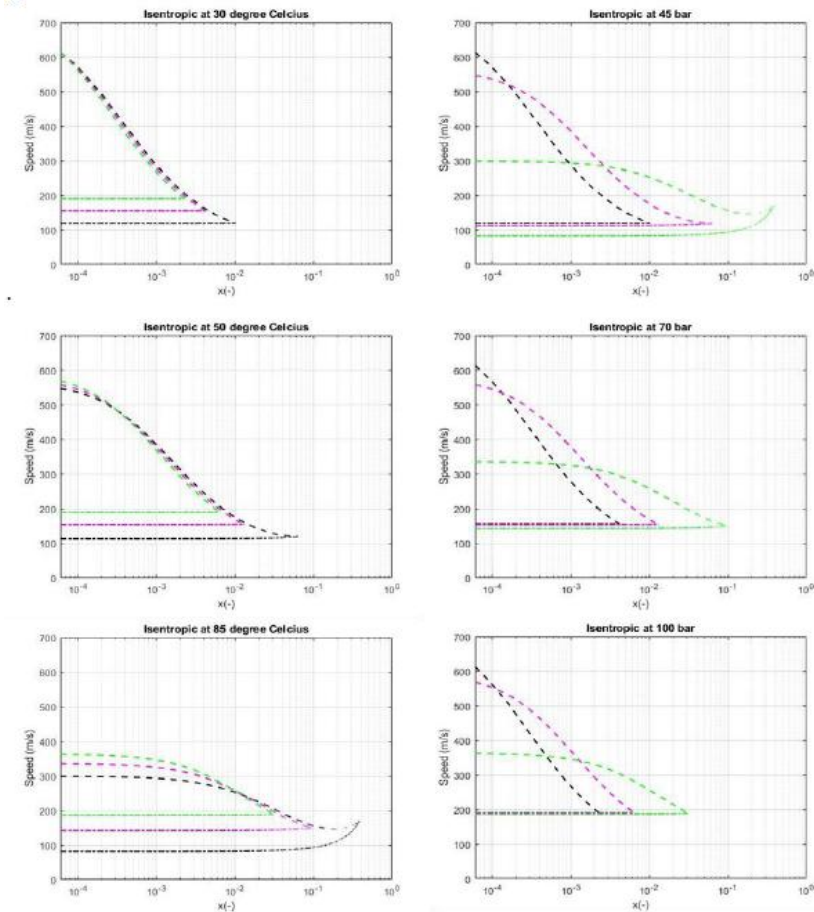 Isentropic at 30 degree Celcius
700
600
500
400
300
200
100
0
Speed (m/s)
10⁻⁴ 10⁻³ 10⁻² 10⁻¹ 10⁰
x(-)
Isentropic at 45 bar
700
600
500
400
300
200
100
0
Speed (m/s)
10⁻⁴ 10⁻³ 10⁻² 10⁻¹ 10⁰
x(-)
Isentropic at 50 degree Celcius
700
600
500
400
300
200
100
0
Speed (m/s)
10⁻⁴ 10⁻³ 10⁻² 10⁻¹ 10⁰
x(-)
Isentropic at 70 bar
700
600
500
400
300
200
100
0
Speed (m/s)
10⁻⁴ 10⁻³ 10⁻² 10⁻¹ 10⁰
x(-)
Isentropic at 85 degree Celcius
700
600
500
400
300
200
100
0
Speed (m/s)
10⁻⁴ 10⁻³ 10⁻² 10⁻¹ 10⁰
x(-)
Isentropic at 100 bar
700
600
500
400
300
200
100
0
Speed (m/s)
10⁻⁴ 10⁻³ 10⁻² 10⁻¹ 10⁰
x(-)